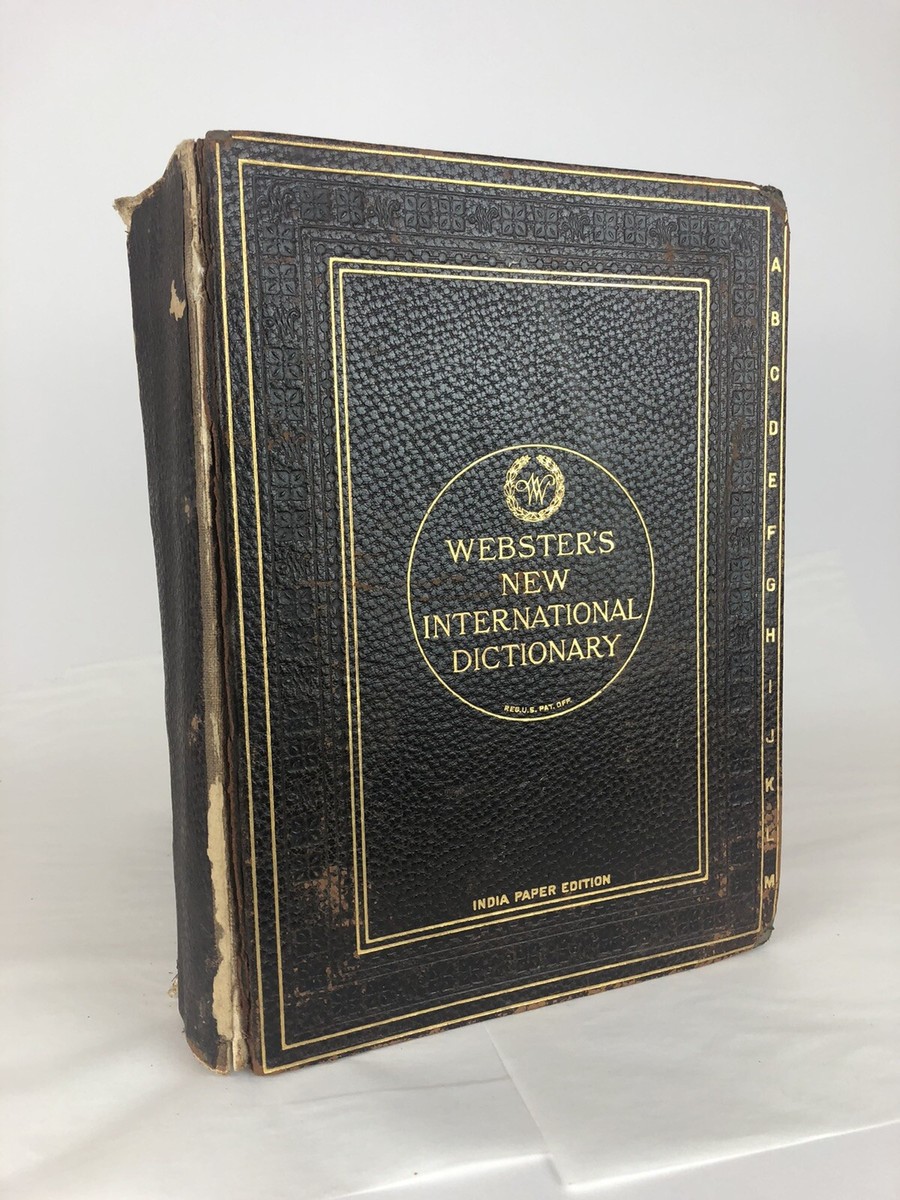 W
WEBSTER'S
NEW
INTERNATIONAL
DICTIONARY
REG.U.S. PAT. OFF.
INDIA PAPER EDITION
A
B
C
D
E
F
G
H
I
J
K
L
M